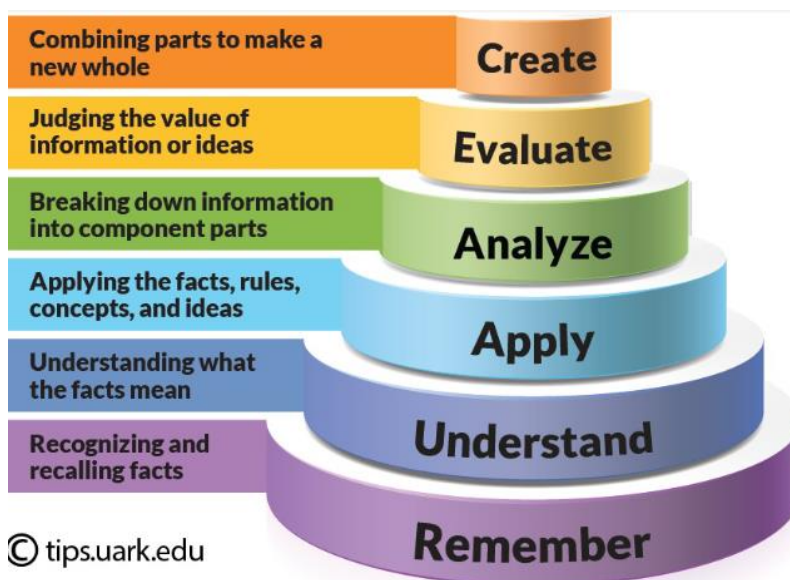 Combining parts to make a
new whole
Create
Judging the value of
information or ideas
Evaluate
Breaking down information
into component parts
Analyze
Applying the facts, rules,
concepts, and ideas
Apply
Understanding what
the facts mean
Understand
Recognizing and
recalling facts
Remember
© tips.uark.edu